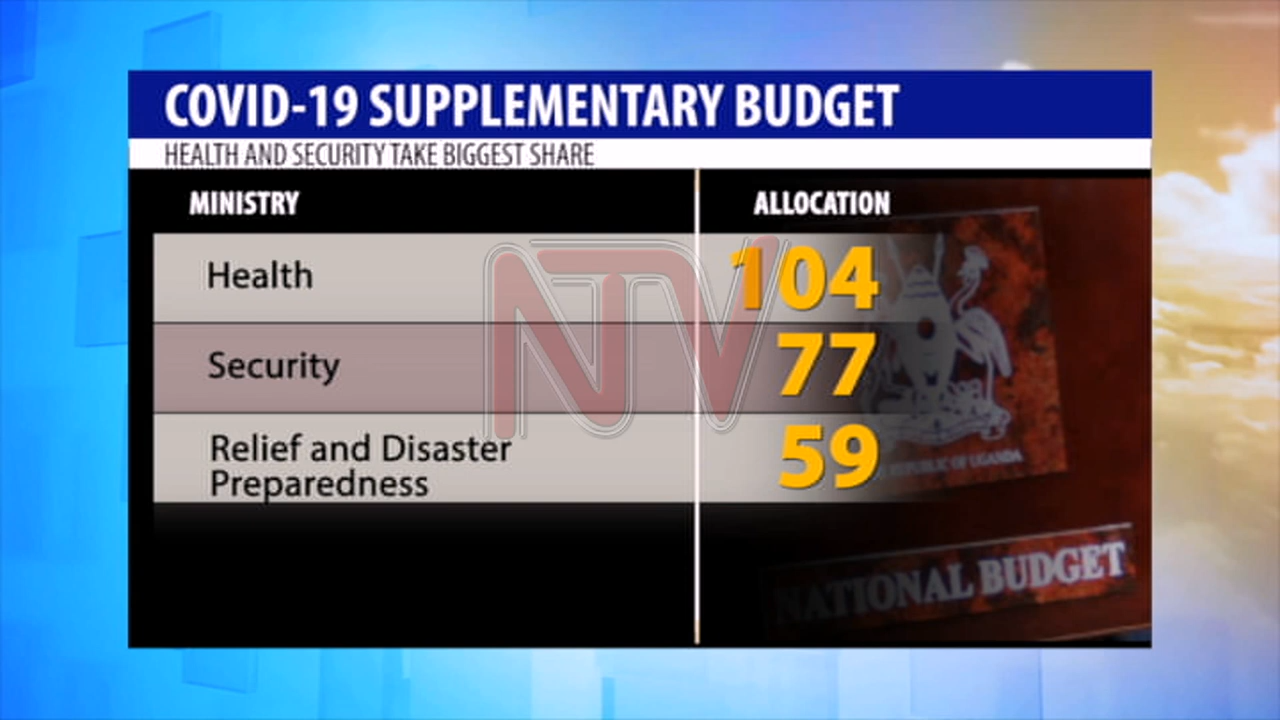 COVID-19 SUPPLEMENTARY BUDGET
HEALTH AND SECURITY TAKE BIGGEST SHARE
MINISTRY ALLOCATION
Health 104
Security 77
Relief and Disaster
Preparedness 59
NTV
REPUBLIC OF UGANDA
NATIONAL BUDGET